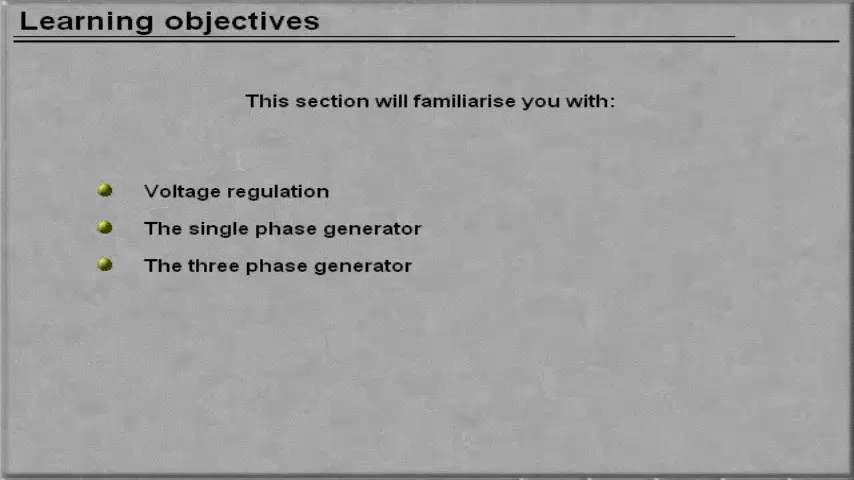 Learning objectives
This section will familiarise you with:
Voltage regulation
The single phase generator
The three phase generator